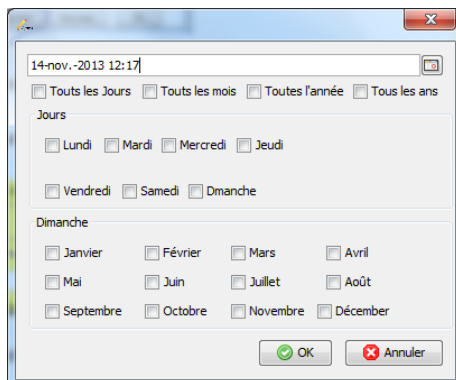 14-nov.-2013 12:17
Touts les Jours Touts les mois Toutes l'année Tous les ans
Jours
Lundi Mardi Mercredi Jeudi
Vendredi Samedi Dmanche
Dimanche
Janvier Février Mars Avril
Mai Juin Juillet Août
Septembre Octobre Novembre Décember
OK Annuler